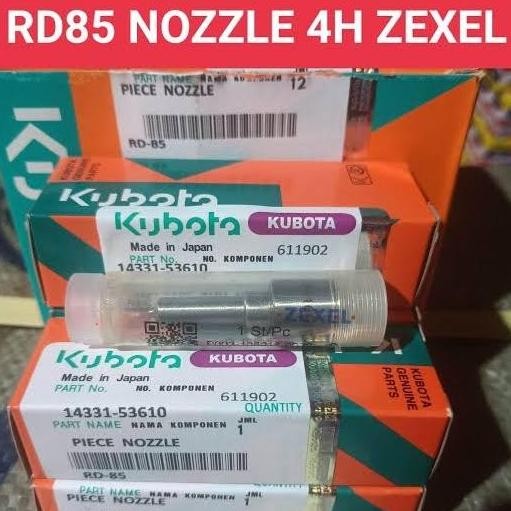 RD85 NOZZLE 4H ZEXEL
PART NAME NAMA KOMPONEN JML
PIECE NOZZLE 12
RD-85
Kubota KUBOTA
Made in Japan 611902
PART No. NO. KOMPONEN
14331-53610
ZEXEL
1 St/Pc
Kubota KUBOTA
Made in Japan
PART No. NO. KOMPONEN 611902
14331-53610 QUANTITY
PART NAME NAMA KOMPONEN JML
PIECE NOZZLE 1
RD-85
KUBOTA
GENUINE
PARTS
PART NAME NAMA KOMPONEN JML
PIECE NOZZLE 1